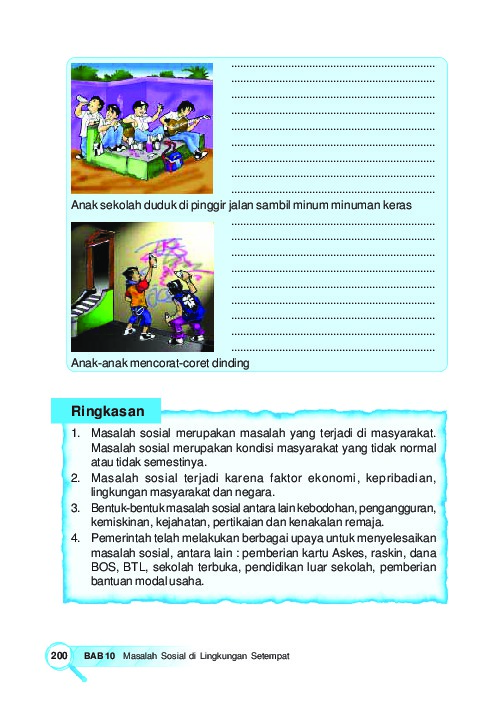 Anak sekolah duduk di pinggir jalan sambil minum minuman keras
Anak-anak mencorat-coret dinding
Ringkasan
1. Masalah sosial merupakan masalah yang terjadi di masyarakat.
Masalah sosial merupakan kondisi masyarakat yang tidak normal
atau tidak semestinya.
2. Masalah sosial terjadi karena faktor ekonomi, kepribadian,
lingkungan masyarakat dan negara.
3. Bentuk-bentuk masalah sosial antara lain kebodohan, pengangguran,
kemiskinan, kejahatan, pertikaian dan kenakalan remaja.
4. Pemerintah telah melakukan berbagai upaya untuk menyelesaikan
masalah sosial, antara lain : pemberian kartu Askes, raskin, dana
BOS, BTL, sekolah terbuka, pendidikan luar sekolah, pemberian
bantuan modal usaha.
200 BAB 10 Masalah Sosial di Lingkungan Setempat